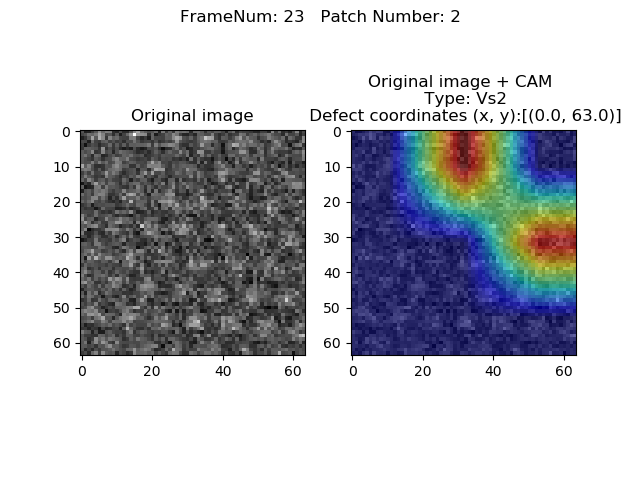 FrameNum: 23   Patch Number: 2
Original image
0
10
20
30
40
50
60
0 20 40 60
Original image + CAM
Type: Vs2
Defect coordinates (x, y):[(0.0, 63.0)]
0
10
20
30
40
50
60
0 20 40 60